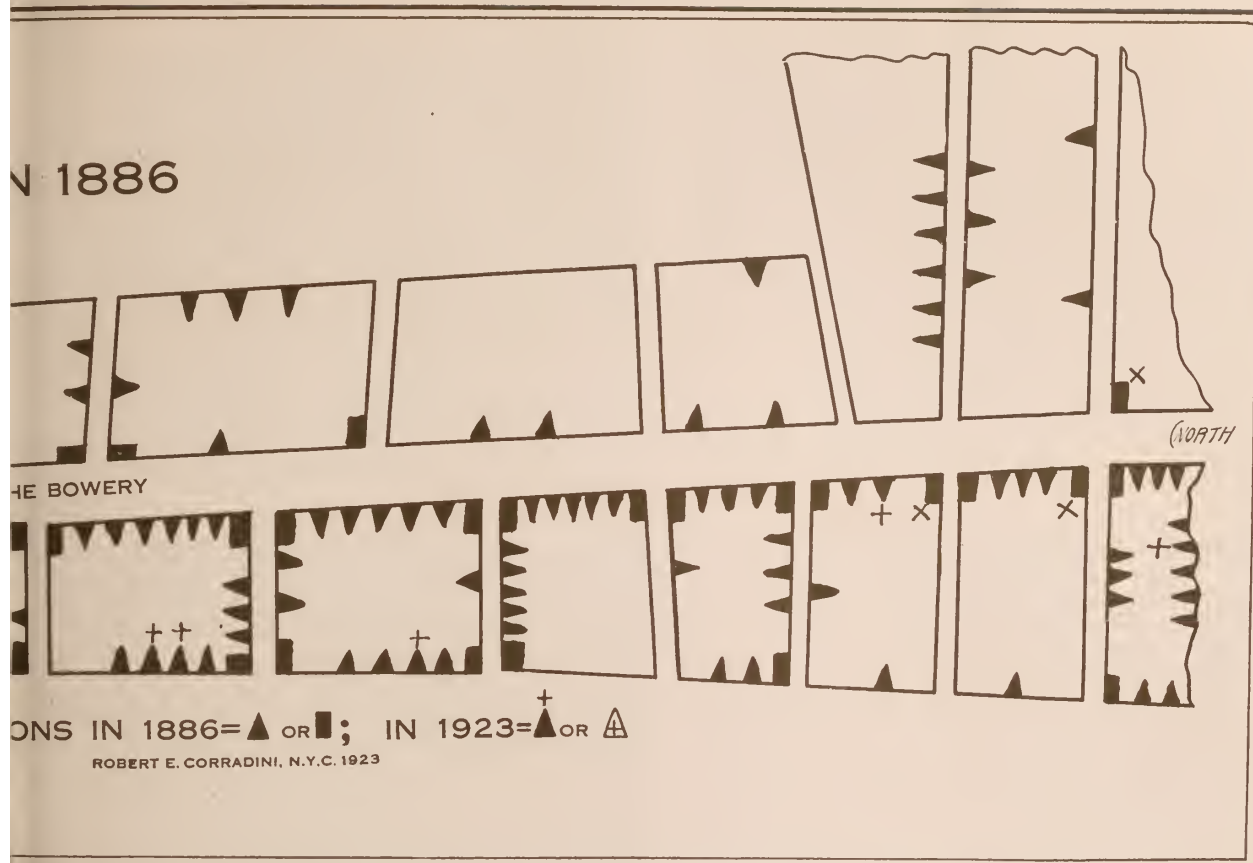 N 1886
(NORTH
HE BOWERY
ONS IN 1886=▲ OR ▮; IN 1923=▲ OR △
ROBERT E. CORRADINI, N.Y.C. 1923